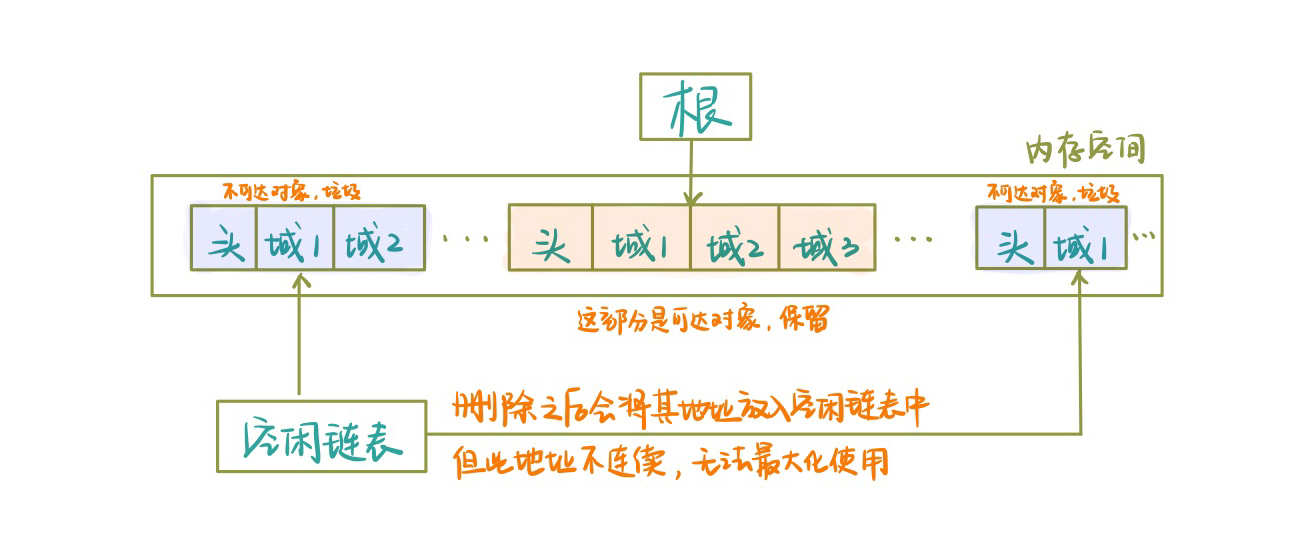 根
内存空间
不可达对象，垃圾
不可达对象，垃圾
头 域1 域2 ... 头 域1 域2 域3 ... 头 域1 ...
这部分是可达对象，保留
删除之后会将其地址放入空闲链表中
空闲链表
但此地址不连续，无法最大化使用